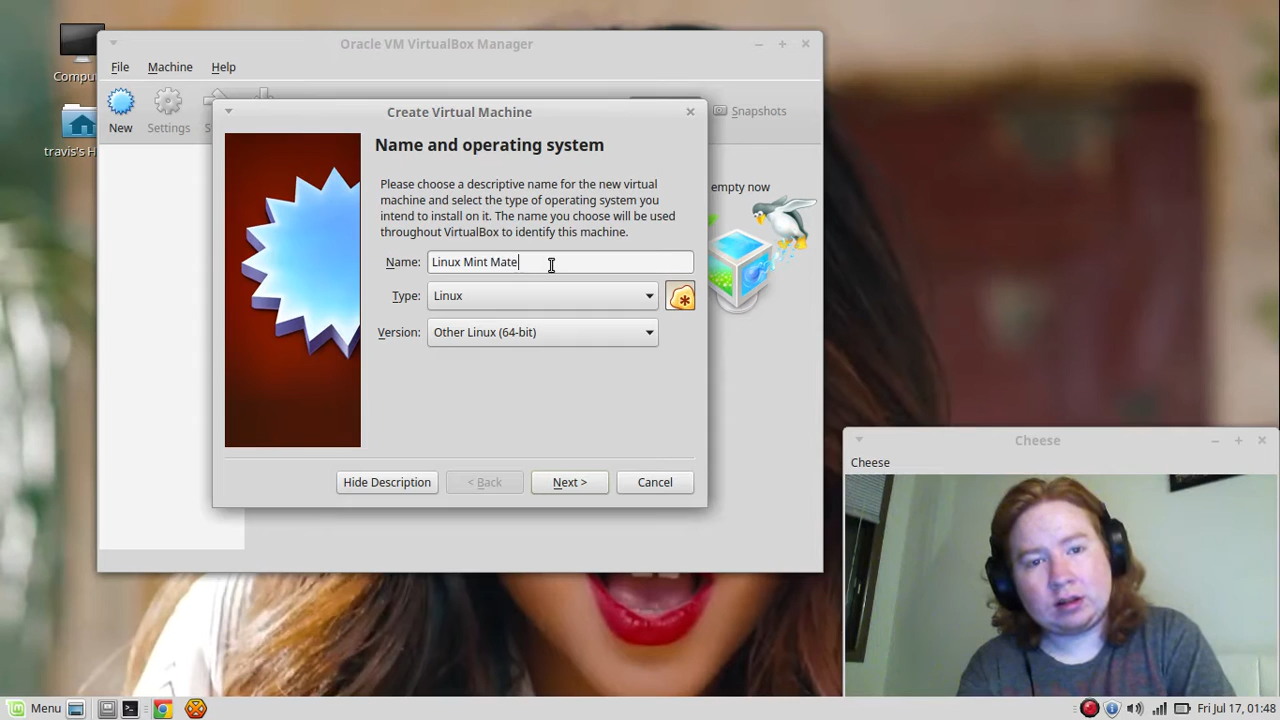 Oracle VM VirtualBox Manager
Compu
File Machine Help
travis's H
New
Settings
S
Snapshots
empty now
Create Virtual Machine
Name and operating system
Please choose a descriptive name for the new virtual
machine and select the type of operating system you
intend to install on it. The name you choose will be used
throughout VirtualBox to identify this machine.
Name: Linux Mint Mate
Type: Linux
Version: Other Linux (64-bit)
Hide Description
< Back
Next >
Cancel
Cheese
Cheese
Menu
Fri Jul 17, 01:48